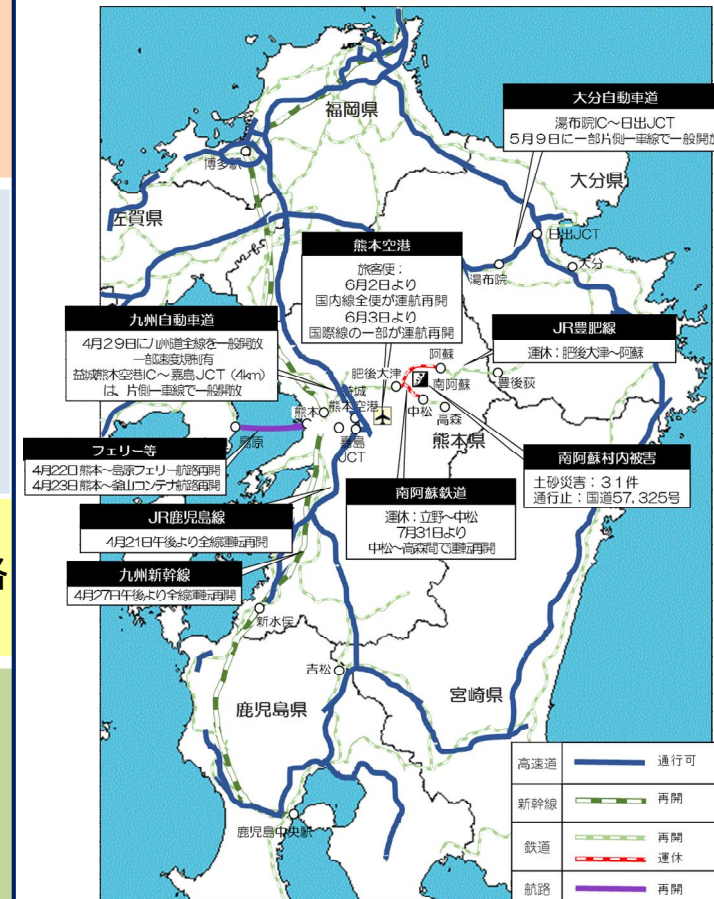 福岡県
大分自動車道
湯布院IC～日出JCT
5月9日に一部片側一車線で一般開放
博多駅
佐賀県
大分県
日出JCT
大分
湯布院
熊本空港
旅客便：
6月2日より
国内線全便が運航再開
6月3日より
国際線の一部が運航再開
九州自動車道
4月29日に九州道全線を一般開放
一部速度規制有
益城熊本空港IC～嘉島JCT（4km）
は、片側一車線で一般開放
JR豊肥線
運休：肥後大津～阿蘇
阿蘇
肥後大津
南阿蘇
豊後荻
益城
中松
高森
熊本
熊本空港
熊本県
嘉島
JCT
島原
フェリー等
4月22日熊本～島原フェリー航路再開
4月23日熊本～釜山コンテナ航路再開
南阿蘇村内被害
土砂災害：31件
通行止：国道57,325号
南阿蘇鉄道
運休：立野～中松
7月31日より
中松～高森間で運転再開
JR鹿児島線
4月21日午後より全線運転再開
九州新幹線
4月27日午後より全線運転再開
路
新水俣
吉松
宮崎県
鹿児島県
鹿児島中央駅
高速道 通行可
新幹線 再開
鉄道 再開
運休
航路 再開